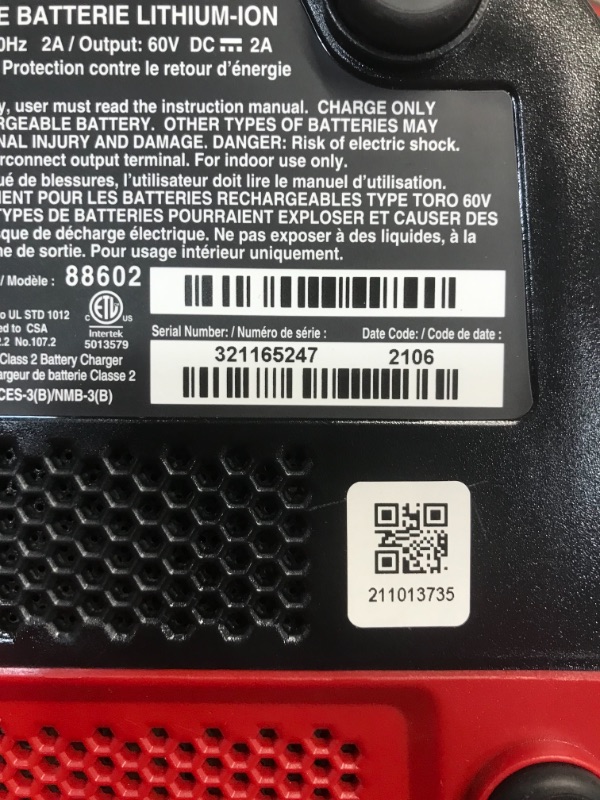 E BATTERIE LITHIUM-ION
0Hz 2A / Output: 60V DC 2A
Protection contre le retour d'énergie
y, user must read the instruction manual. CHARGE ONLY
RGEABLE BATTERY. OTHER TYPES OF BATTERIES MAY
NAL INJURY AND DAMAGE. DANGER: Risk of electric shock.
rconnect output terminal. For indoor use only.
ué de blessures, l'utilisateur doit lire le manuel d'utilisation.
MENT POUR LES BATTERIES RECHARGEABLES TYPE TORO 60V
TYPES DE BATTERIES POURRAIENT EXPLOSER ET CAUSER DES
sque de décharge électrique. Ne pas exposer à des liquides, à la
ne de sortie. Pour usage intérieur uniquement.
/ Modèle : 88602
o UL STD 1012
ed to CSA
2.2 No.107.2
C ETL US
Intertek
5013579
Class 2 Battery Charger
argeur de batterie Classe 2
CES-3(B)/NMB-3(B)
Serial Number: / Numéro de série : Date Code: / Code de date :
321165247 2106
211013735